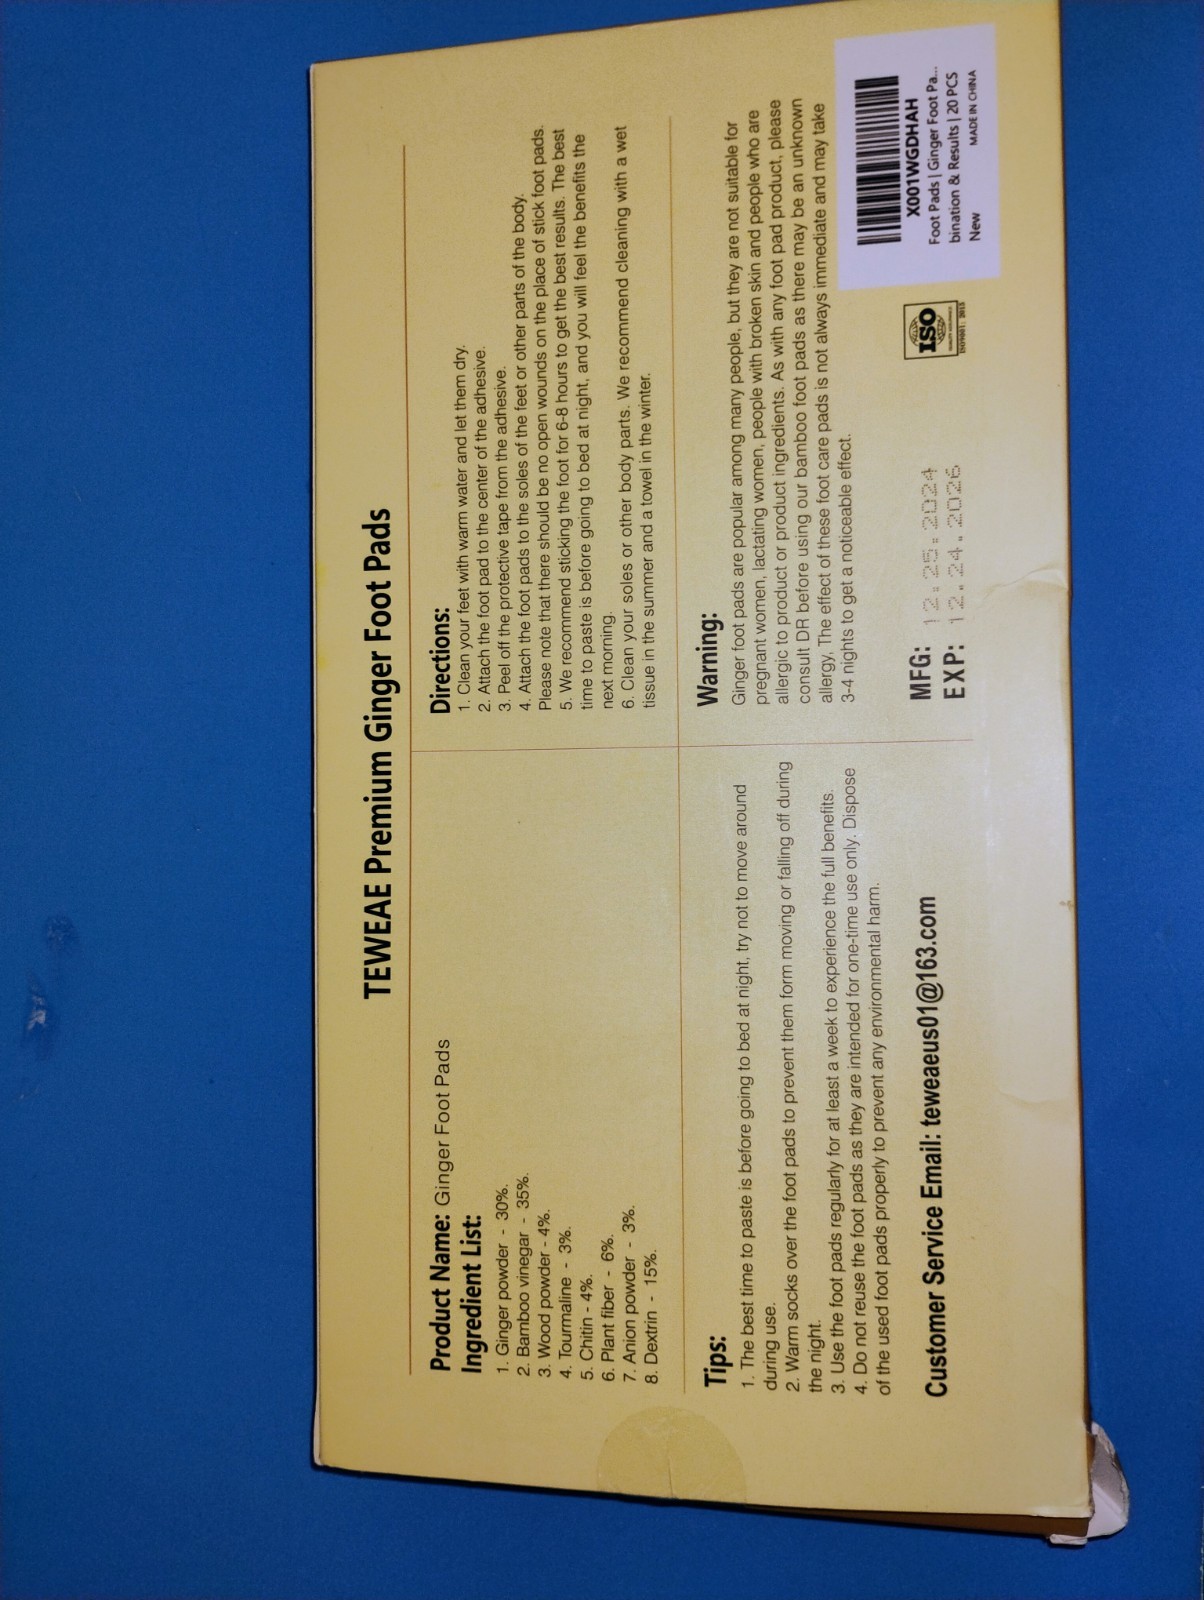 TEWEAE Premium Ginger Foot Pads
Product Name: Ginger Foot Pads
Ingredient List:
1. Ginger powder - 30%.
2. Bamboo vinegar - 35%.
3. Wood powder - 4%.
4. Tourmaline - 3%.
5. Chitin - 4%.
6. Plant fiber - 6%.
7. Anion powder - 3%.
8. Dextrin - 15%.
Directions:
1. Clean your feet with warm water and let them dry.
2. Attach the foot pad to the center of the adhesive.
3. Peel off the protective tape from the adhesive.
4. Attach the foot pads to the soles of the feet or other parts of the body.
Please note that there should be no open wounds on the place of stick foot pads.
5. We recommend sticking the foot for 6-8 hours to get the best results. The best
time to paste is before going to bed at night, and you will feel the benefits the
next morning.
6. Clean your soles or other body parts. We recommend cleaning with a wet
tissue in the summer and a towel in the winter.
Tips:
1. The best time to paste is before going to bed at night, try not to move around
during use.
2. Warm socks over the foot pads to prevent them form moving or falling off during
the night.
3. Use the foot pads regularly for at least a week to experience the full benefits.
4. Do not reuse the foot pads as they are intended for one-time use only. Dispose
of the used foot pads properly to prevent any environmental harm.
Customer Service Email: teweaeus01@163.com
Warning:
Ginger foot pads are popular among many people, but they are not suitable for
pregnant women, lactating women, people with broken skin and people who are
allergic to product or product ingredients. As with any foot pad product, please
consult DR before using our bamboo foot pads as there may be an unknown
allergy, The effect of these foot care pads is not always immediate and may take
3-4 nights to get a noticeable effect.
MFG: 12.25.2024
EXP: 12.24.2026
ISO
QUALITY ASSURANCE
ISO9001: 2015
X001WGDHAH
Foot Pads | Ginger Foot Pa...
bination & Results | 20 PCS
New
MADE IN CHINA